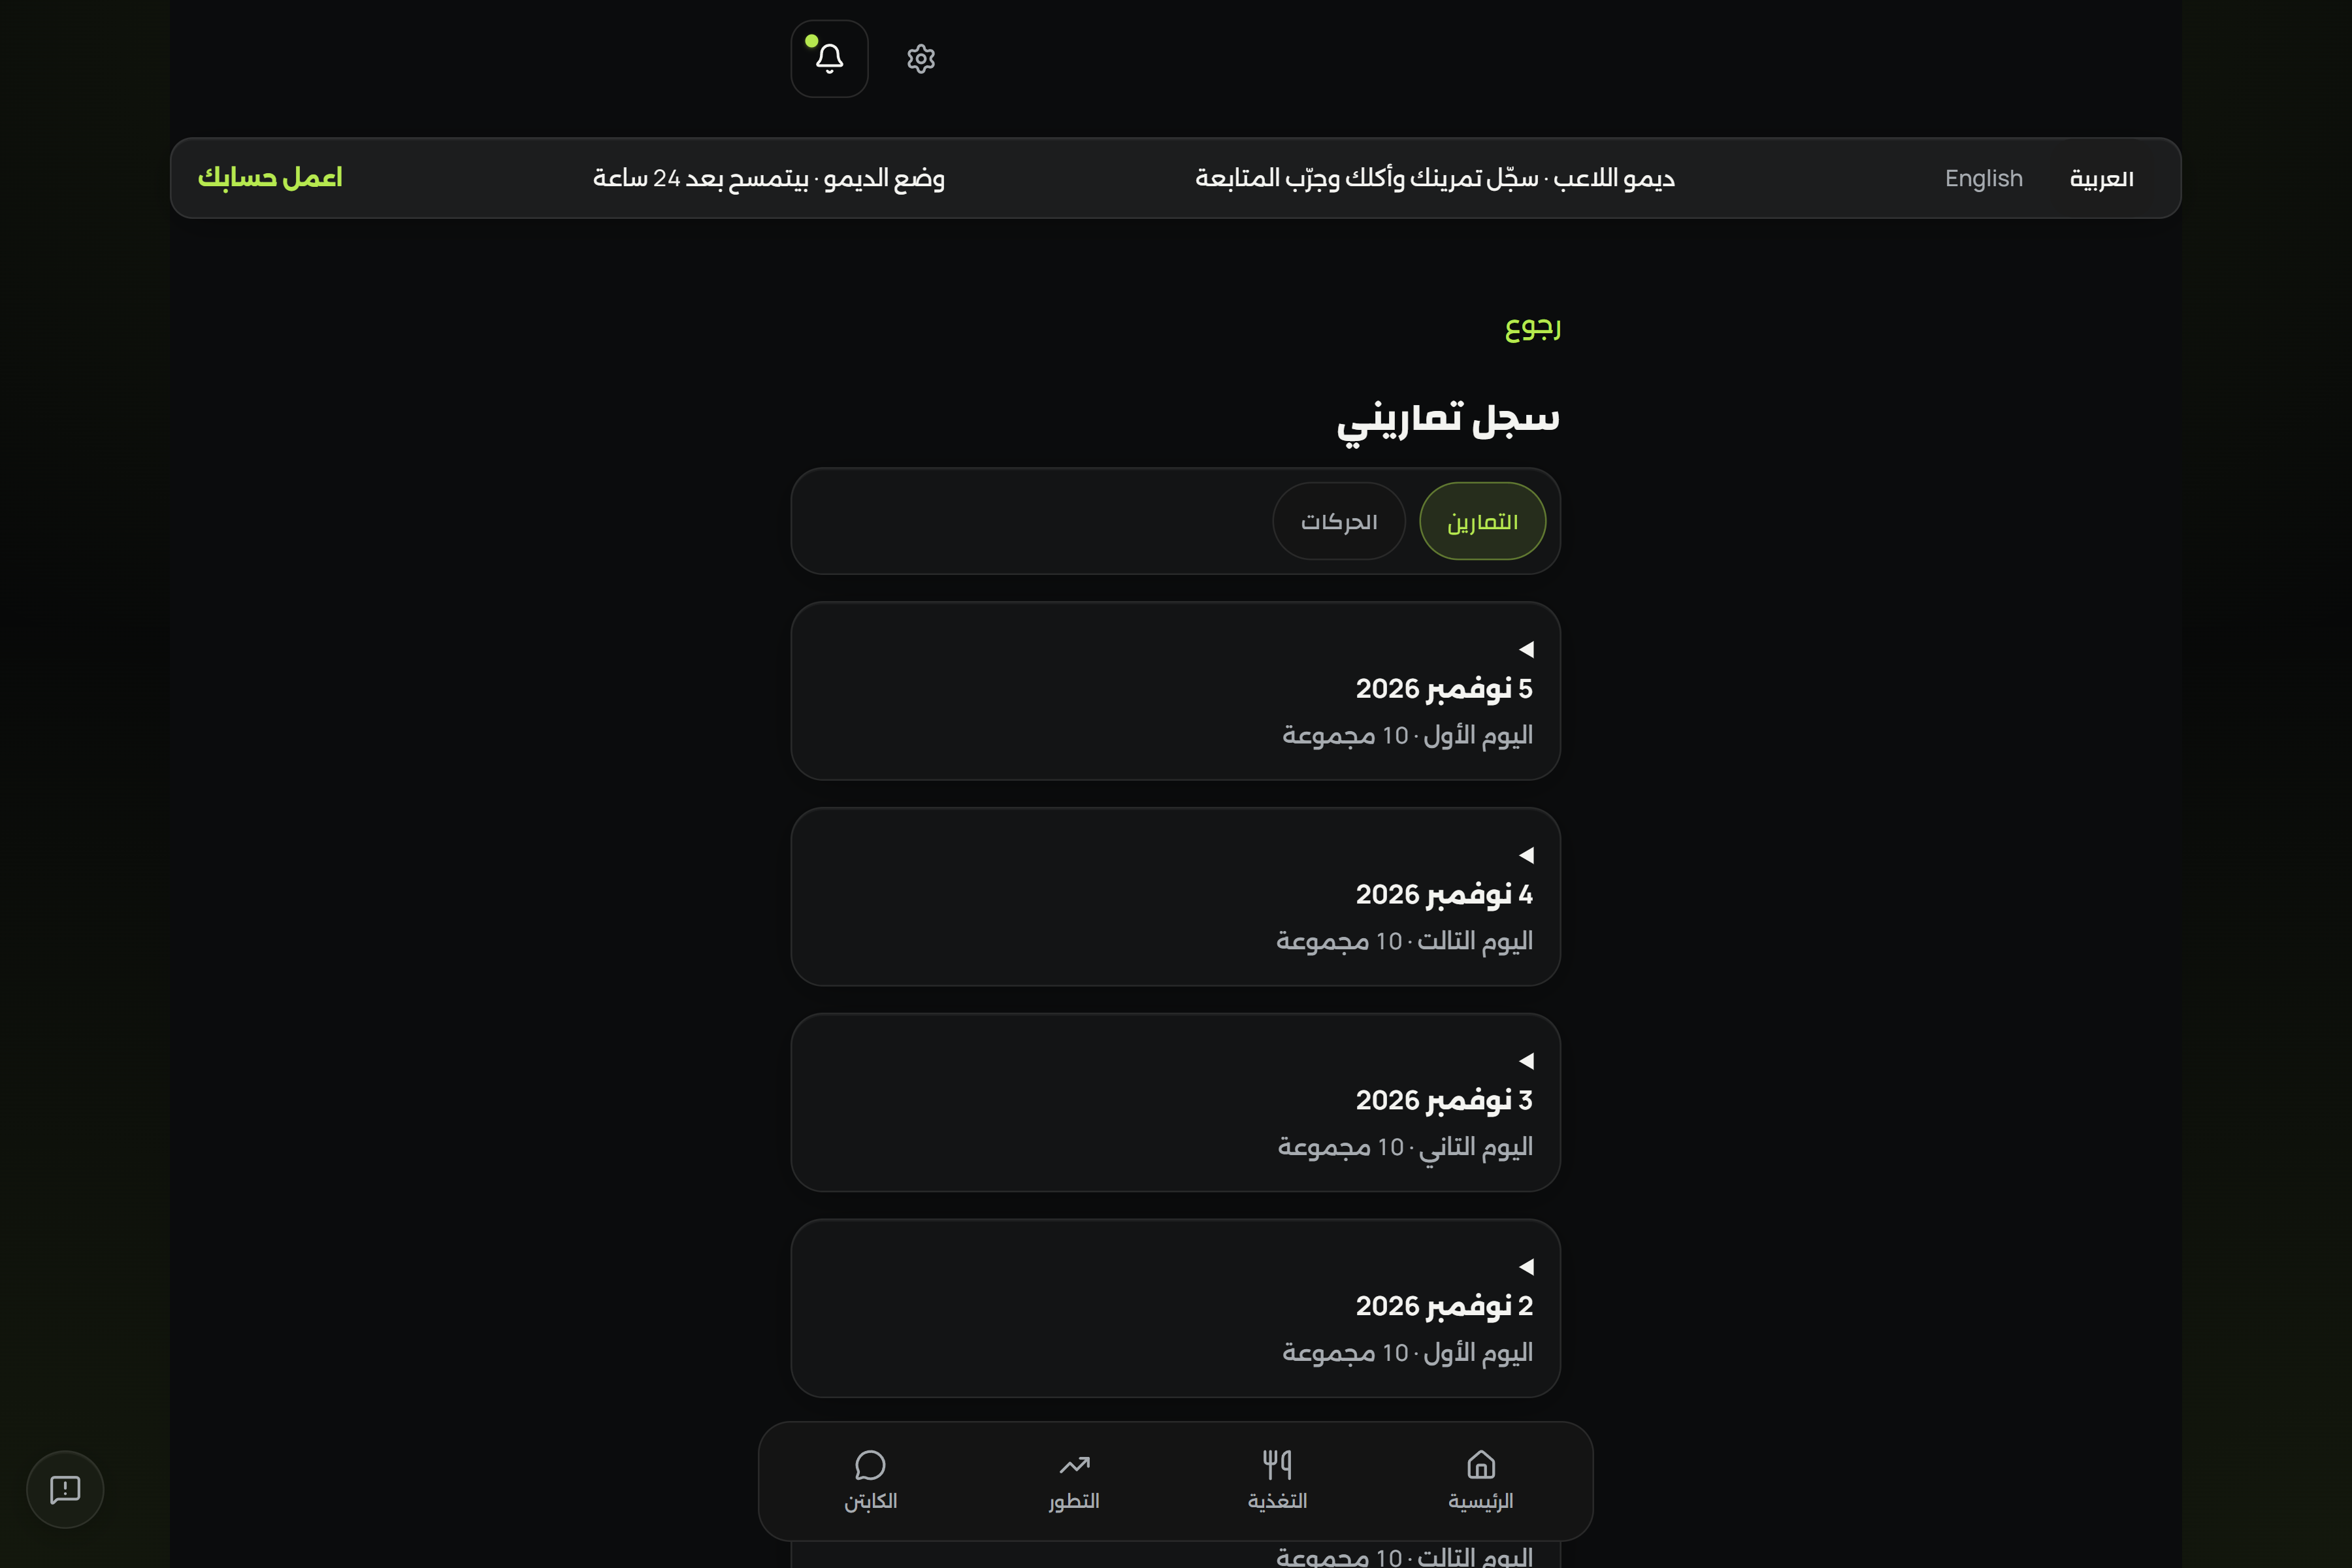 العربية English ديمو اللاعب · سجّل تمرينك وأكلك وجرّب المتابعة وضع الديمو · بيتمسح بعد 24 ساعة اعمل حسابك
رجوع
سجل تماريني
التمارين الحركات
5 نوفمبر 2026
اليوم الأول · 10 مجموعة
4 نوفمبر 2026
اليوم التالت · 10 مجموعة
3 نوفمبر 2026
اليوم التاني · 10 مجموعة
2 نوفمبر 2026
اليوم الأول · 10 مجموعة
الرئيسية التغذية التطور الكابتن
اليوم التالت · 10 مجموعة